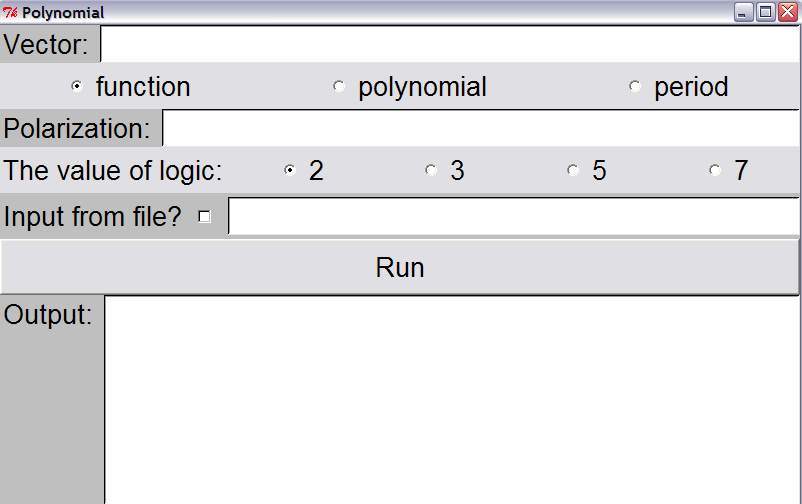 Polynomial
Vector:
function polynomial period
Polarization:
The value of logic: 2 3 5 7
Input from file?
Run
Output: